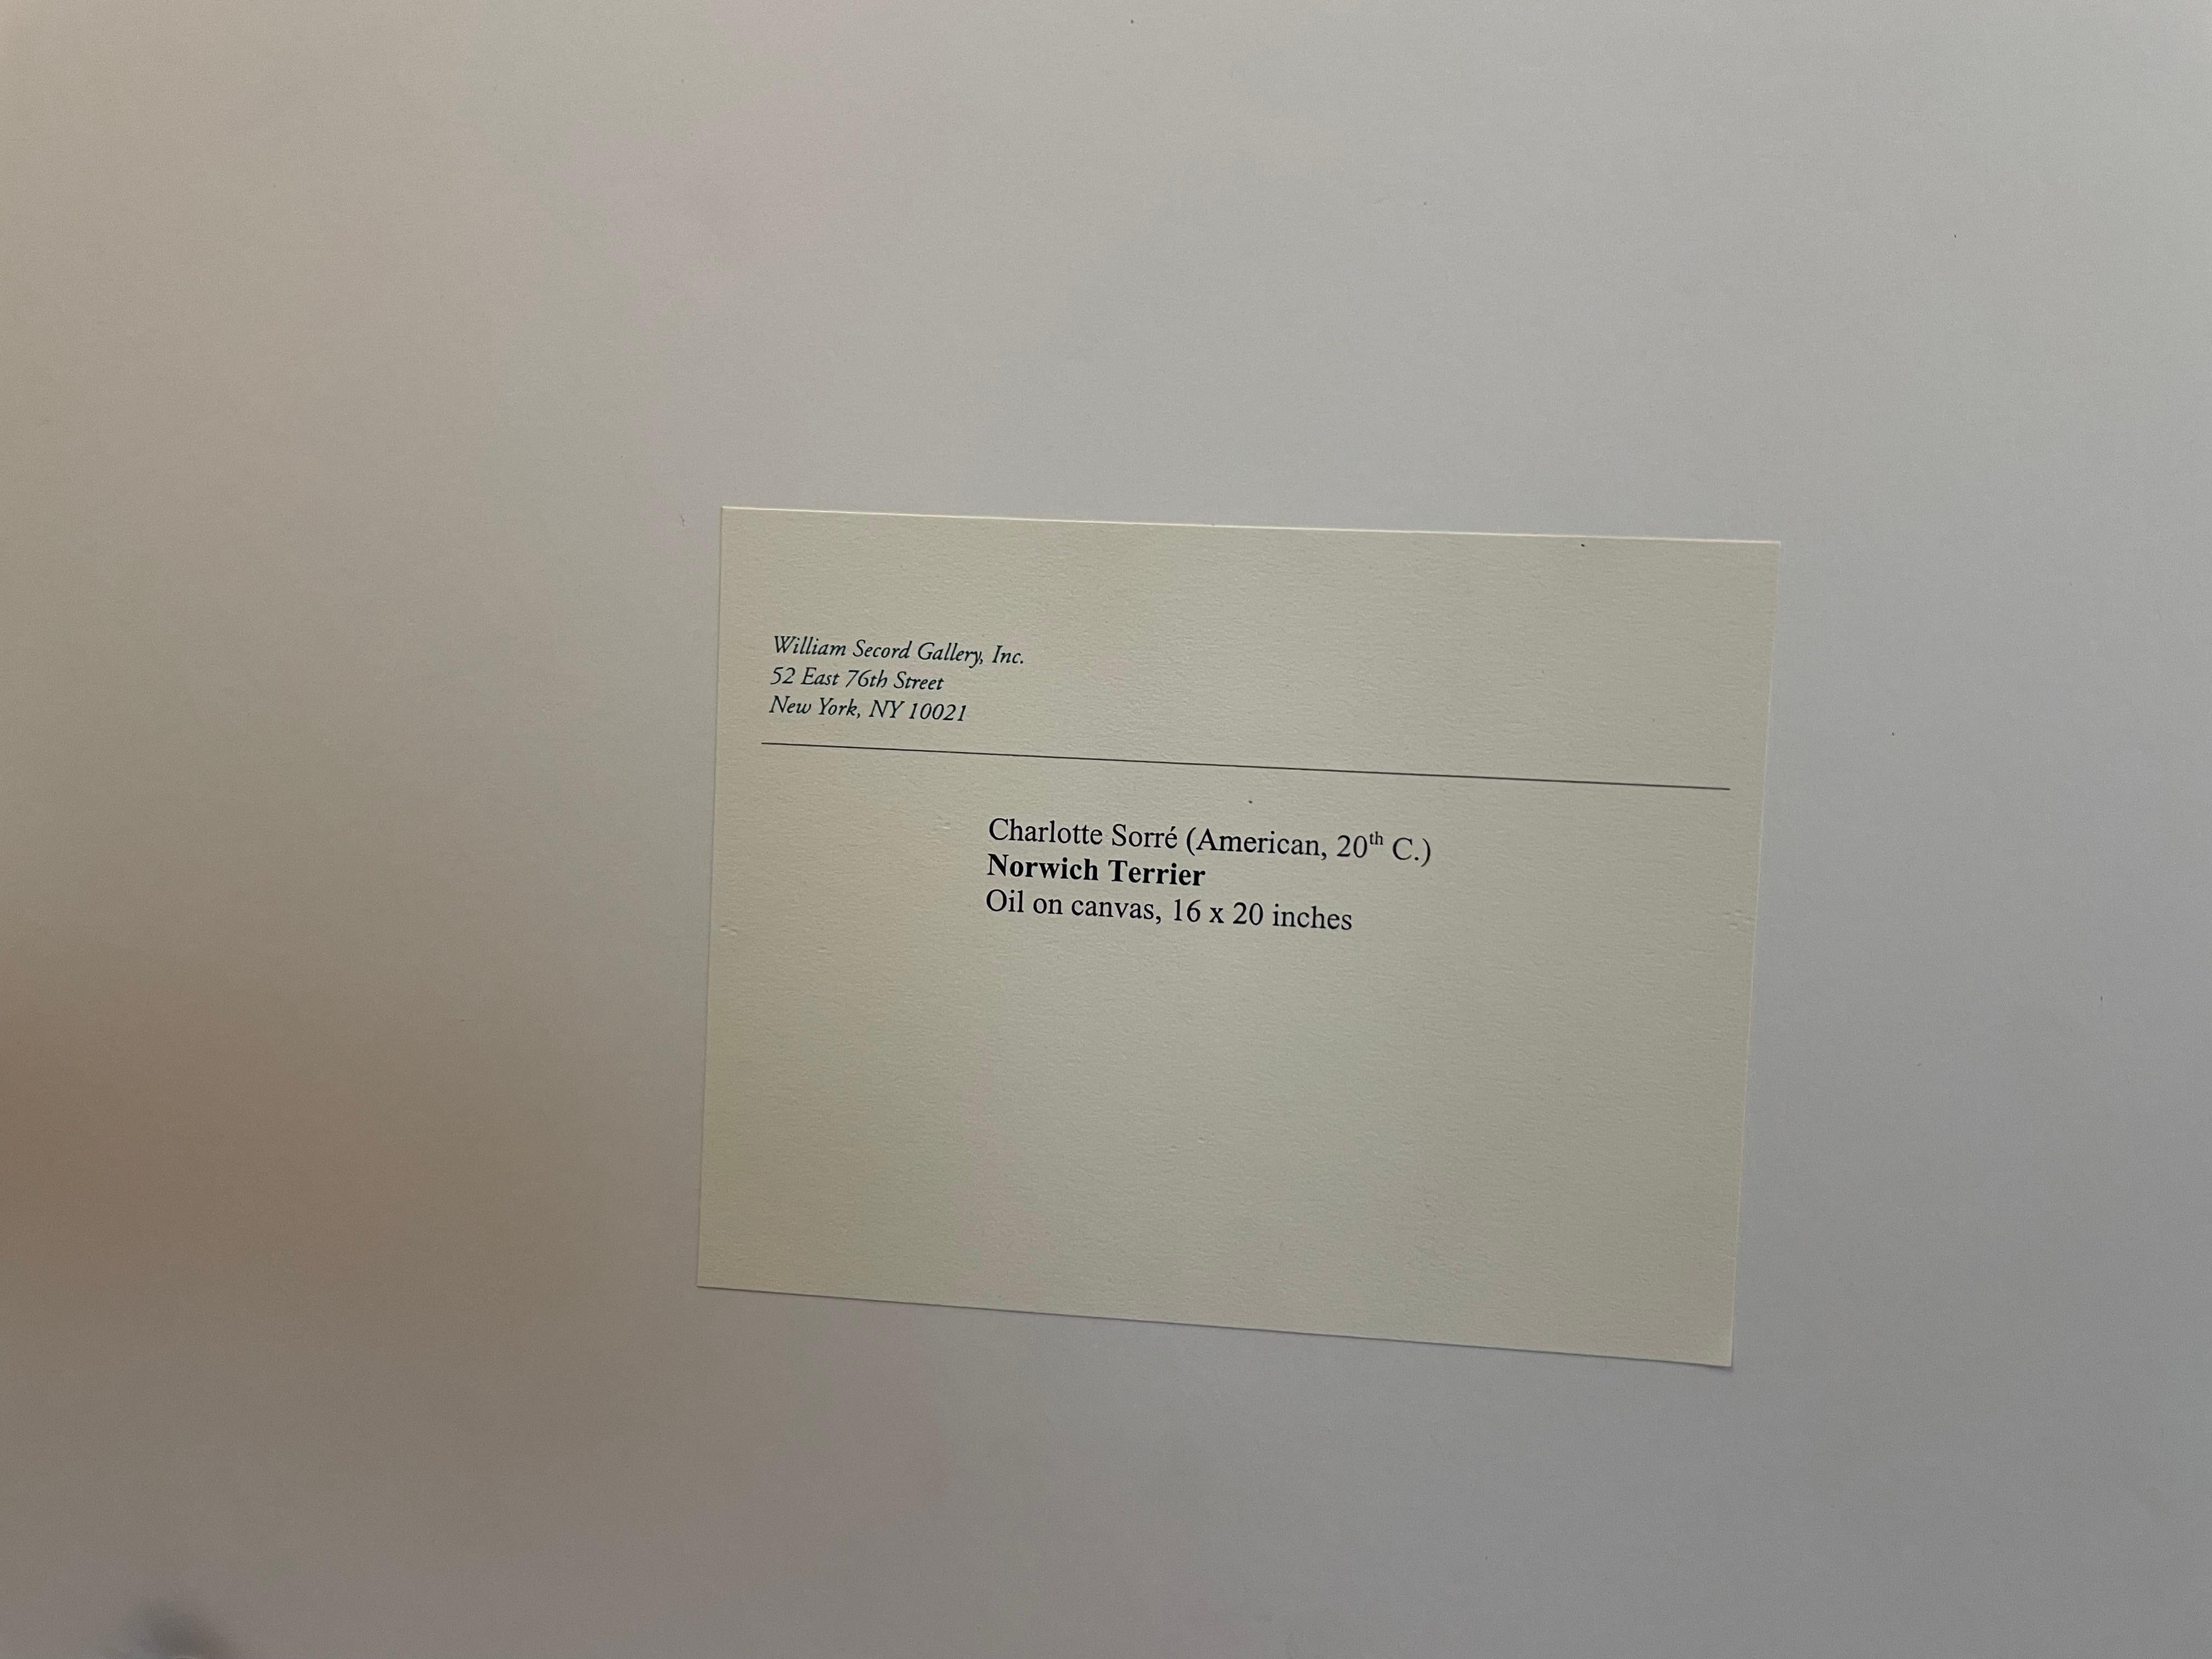 William Secord Gallery, Inc.
52 East 76th Street
New York, NY 10021
Charlotte Sorré (American, 20th C.)
Norwich Terrier
Oil on canvas, 16 x 20 inches